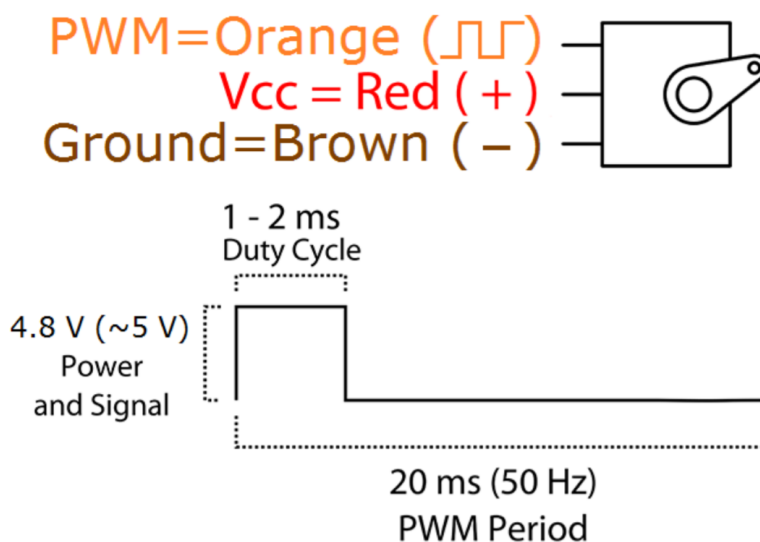 PWM=Orange (⎍⎍)
Vcc = Red ( + )
Ground=Brown ( − )
1 - 2 ms
Duty Cycle
4.8 V (~5 V)
Power
and Signal
20 ms (50 Hz)
PWM Period